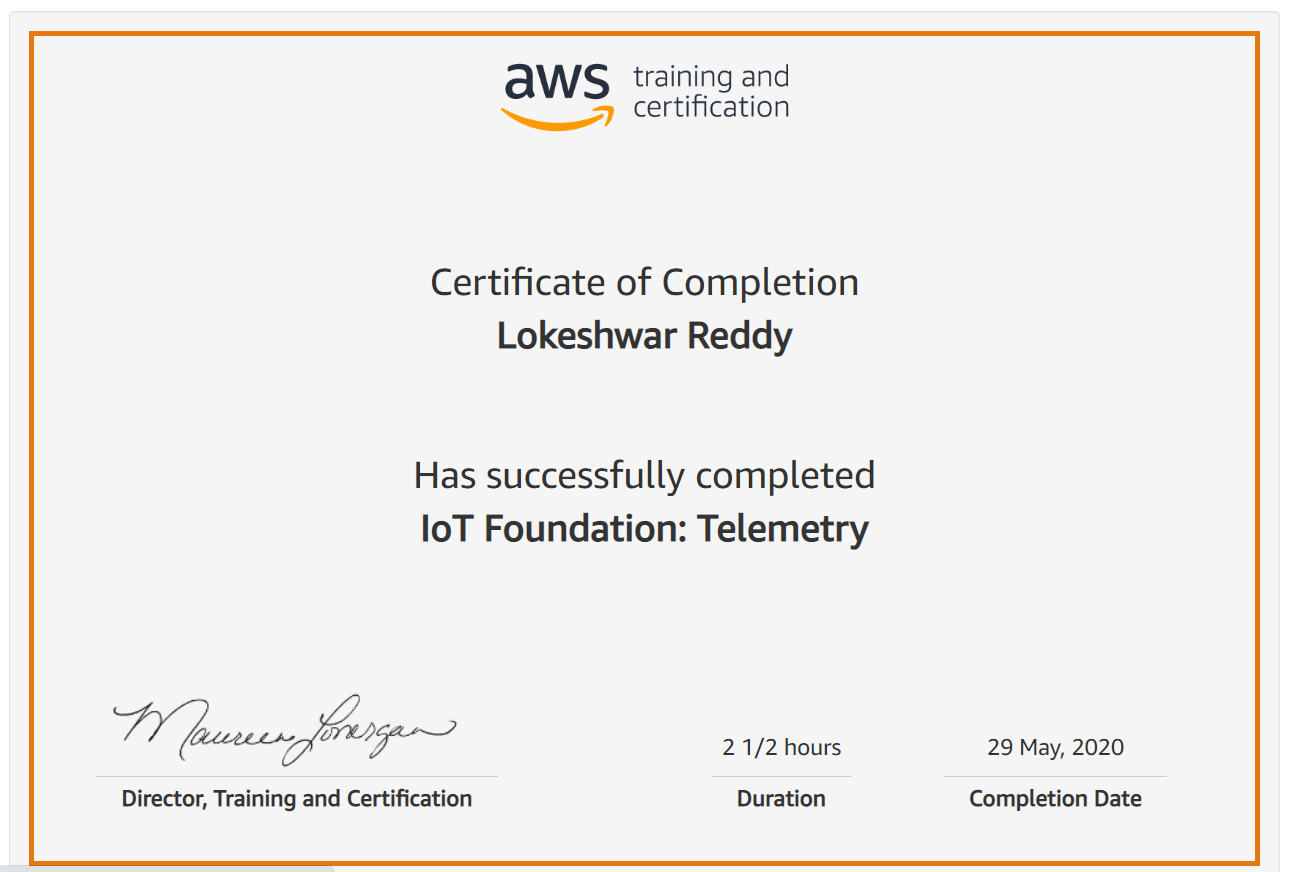 aws training and
certification
Certificate of Completion
Lokeshwar Reddy
Has successfully completed
IoT Foundation: Telemetry
Maureen Lonergan
2 1/2 hours
29 May, 2020
Director, Training and Certification
Duration
Completion Date